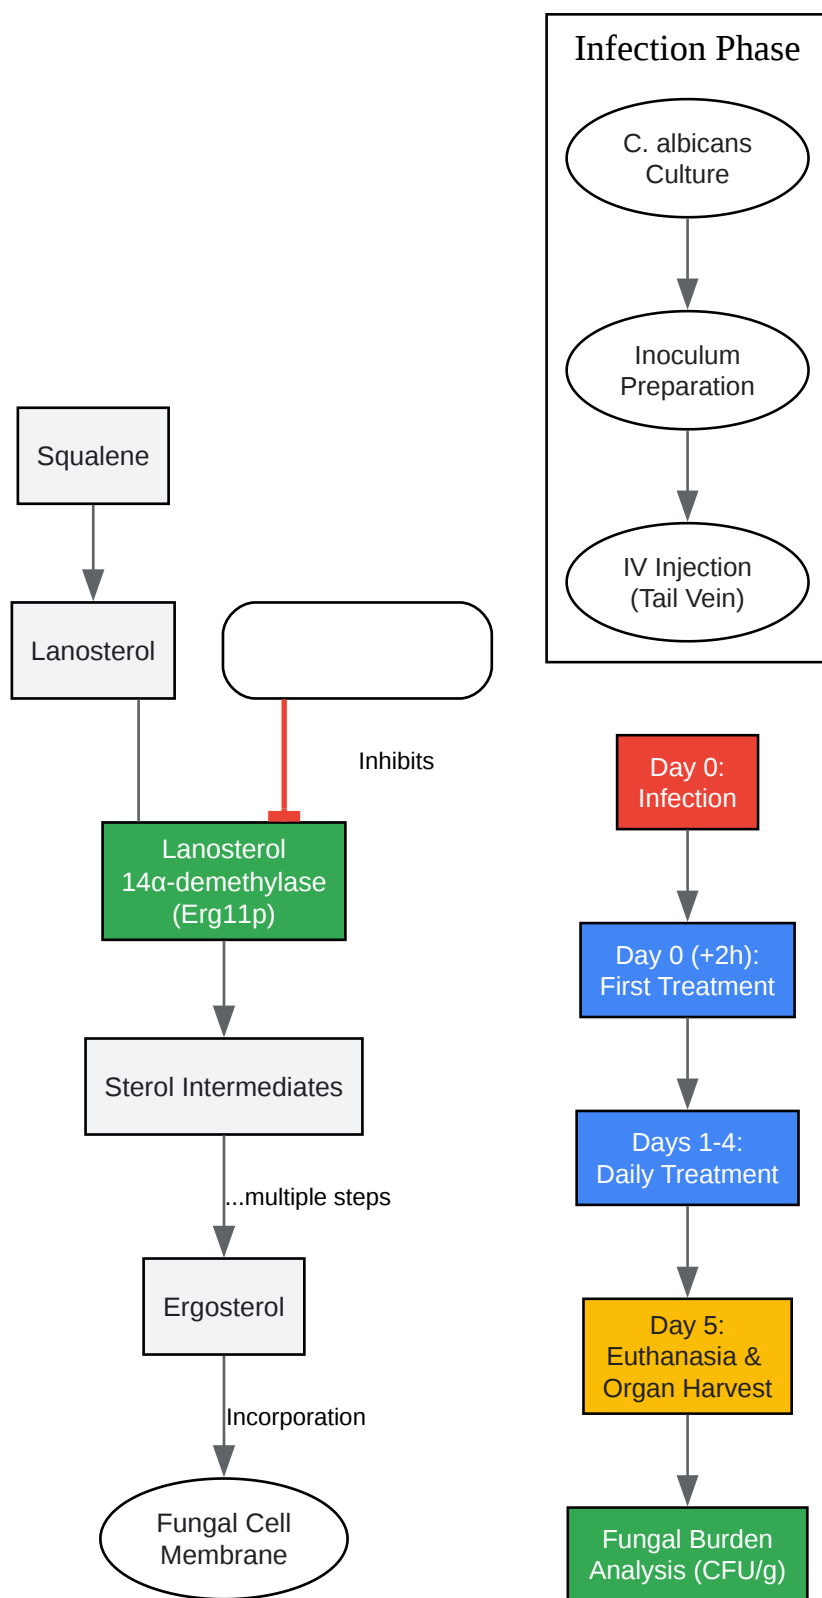 Infection Phase
C. albicans
Culture
Inoculum
Preparation
IV Injection
(Tail Vein)
Squalene
Lanosterol
Inhibits
Lanosterol
14α-demethylase
(Erg11p)
Sterol Intermediates
...multiple steps
Ergosterol
Incorporation
Fungal Cell
Membrane
Day 0:
Infection
Day 0 (+2h):
First Treatment
Days 1-4:
Daily Treatment
Day 5:
Euthanasia &
Organ Harvest
Fungal Burden
Analysis (CFU/g)